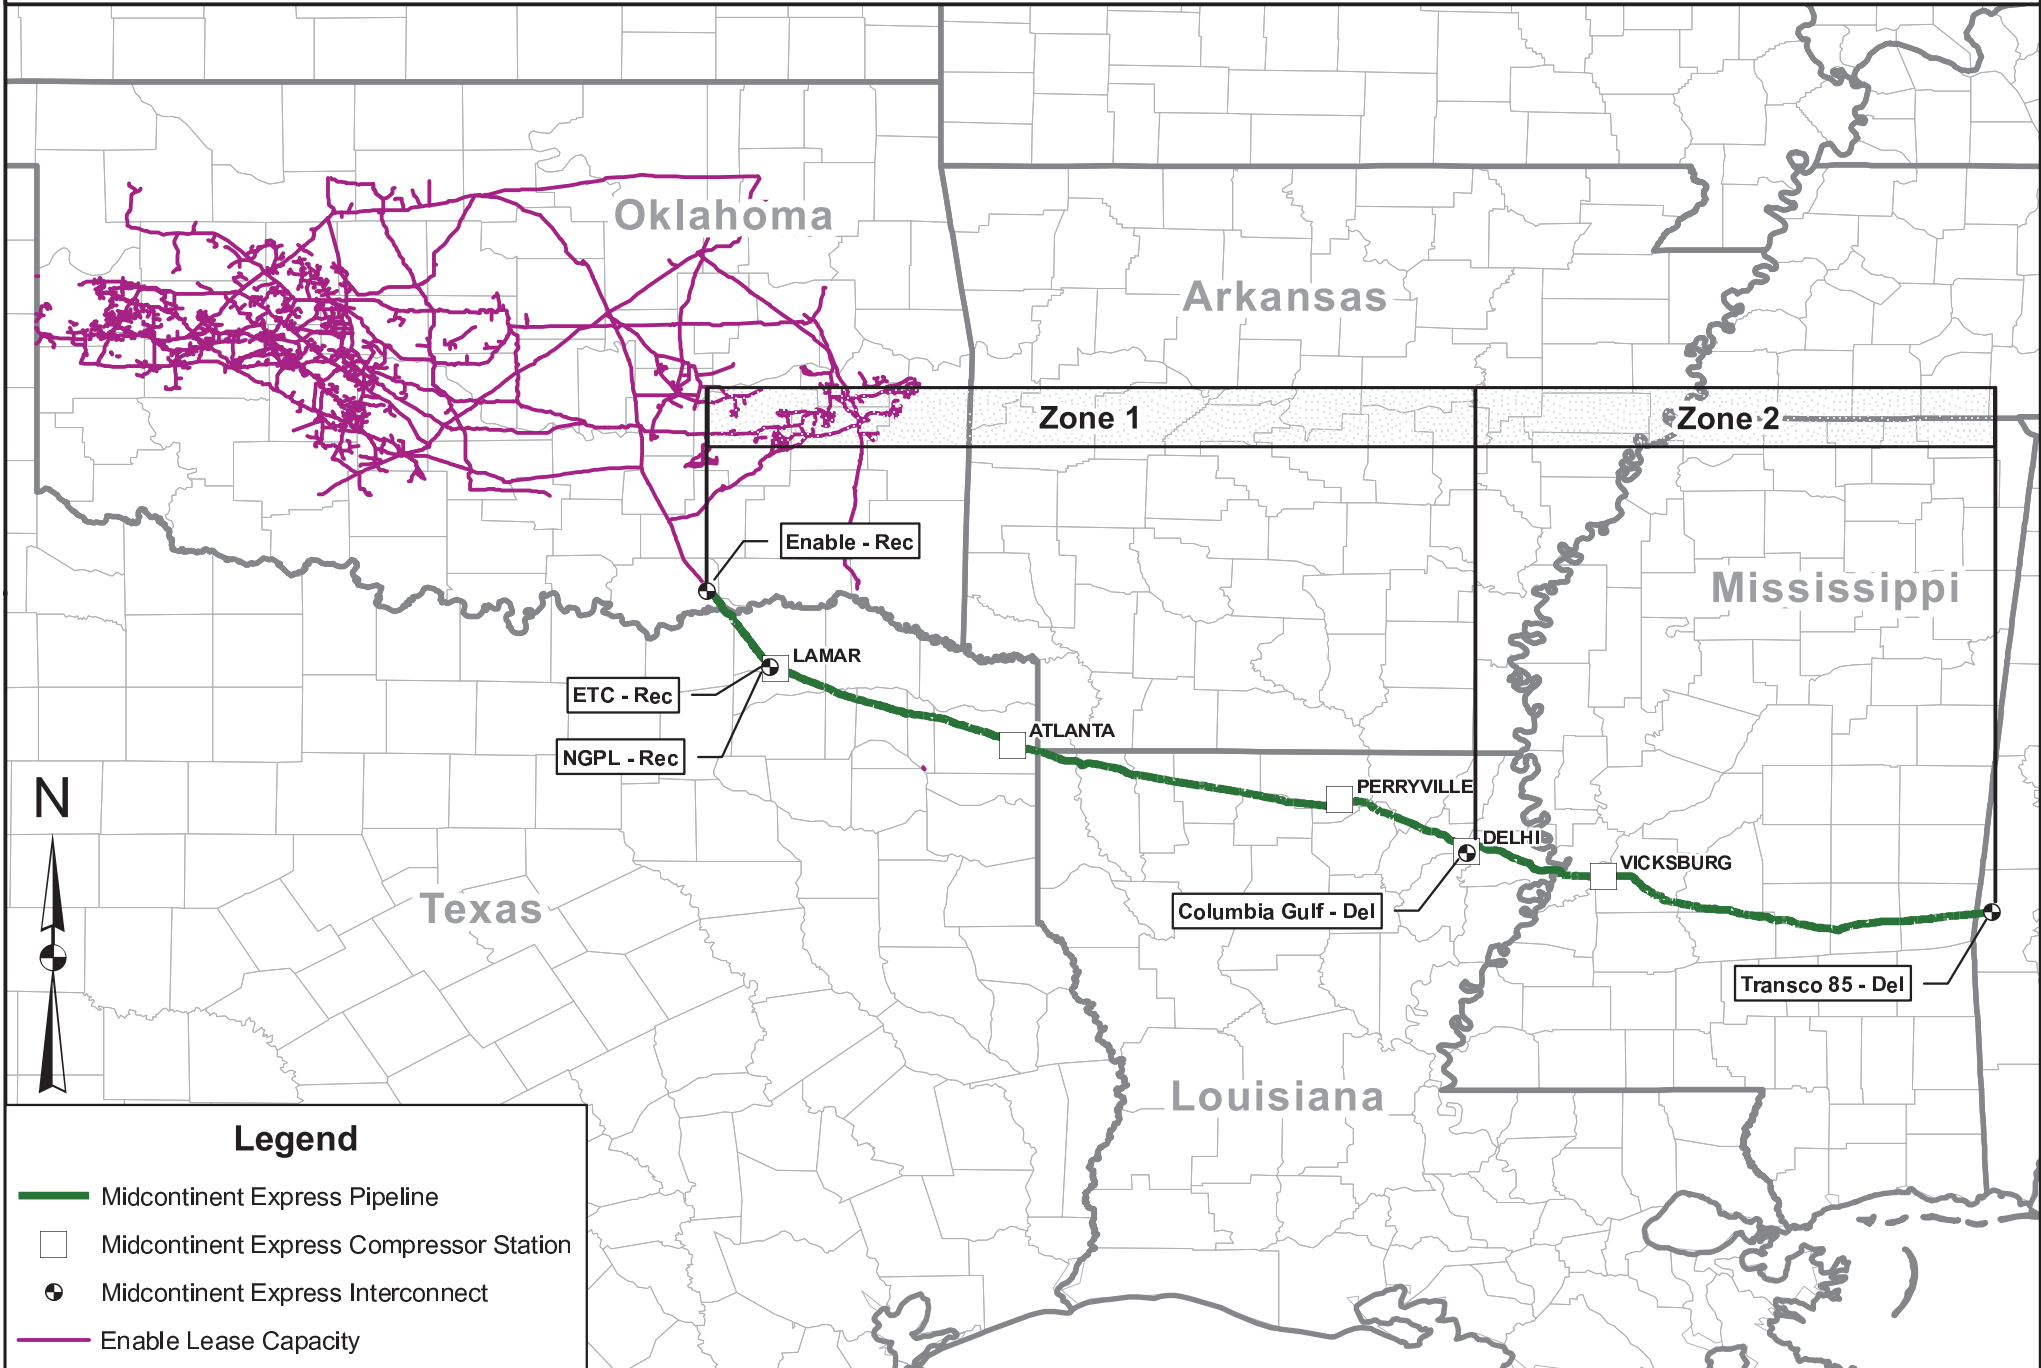 Oklahoma
Arkansas
Zone 1
Zone 2
Enable - Rec
Mississippi
LAMAR
ETC - Rec
ATLANTA
NGPL - Rec
N
PERRYVILLE
DELHI
VICKSBURG
Texas
Columbia Gulf - Del
Transco 85 - Del
Louisiana
Legend
Midcontinent Express Pipeline
Midcontinent Express Compressor Station
Midcontinent Express Interconnect
Enable Lease Capacity